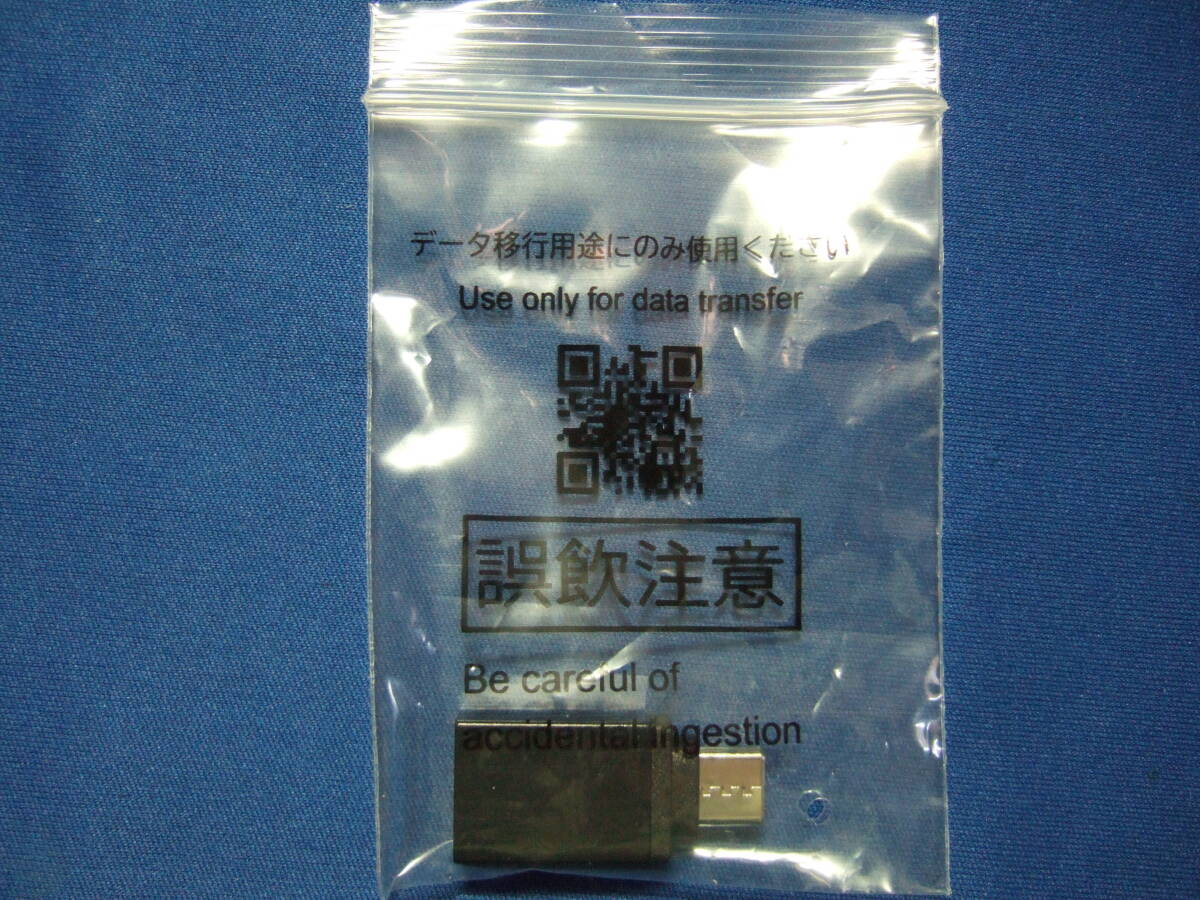 データ移行用途にのみ使用ください
Use only for data transfer
誤飲注意
Be careful of
accidental ingestion